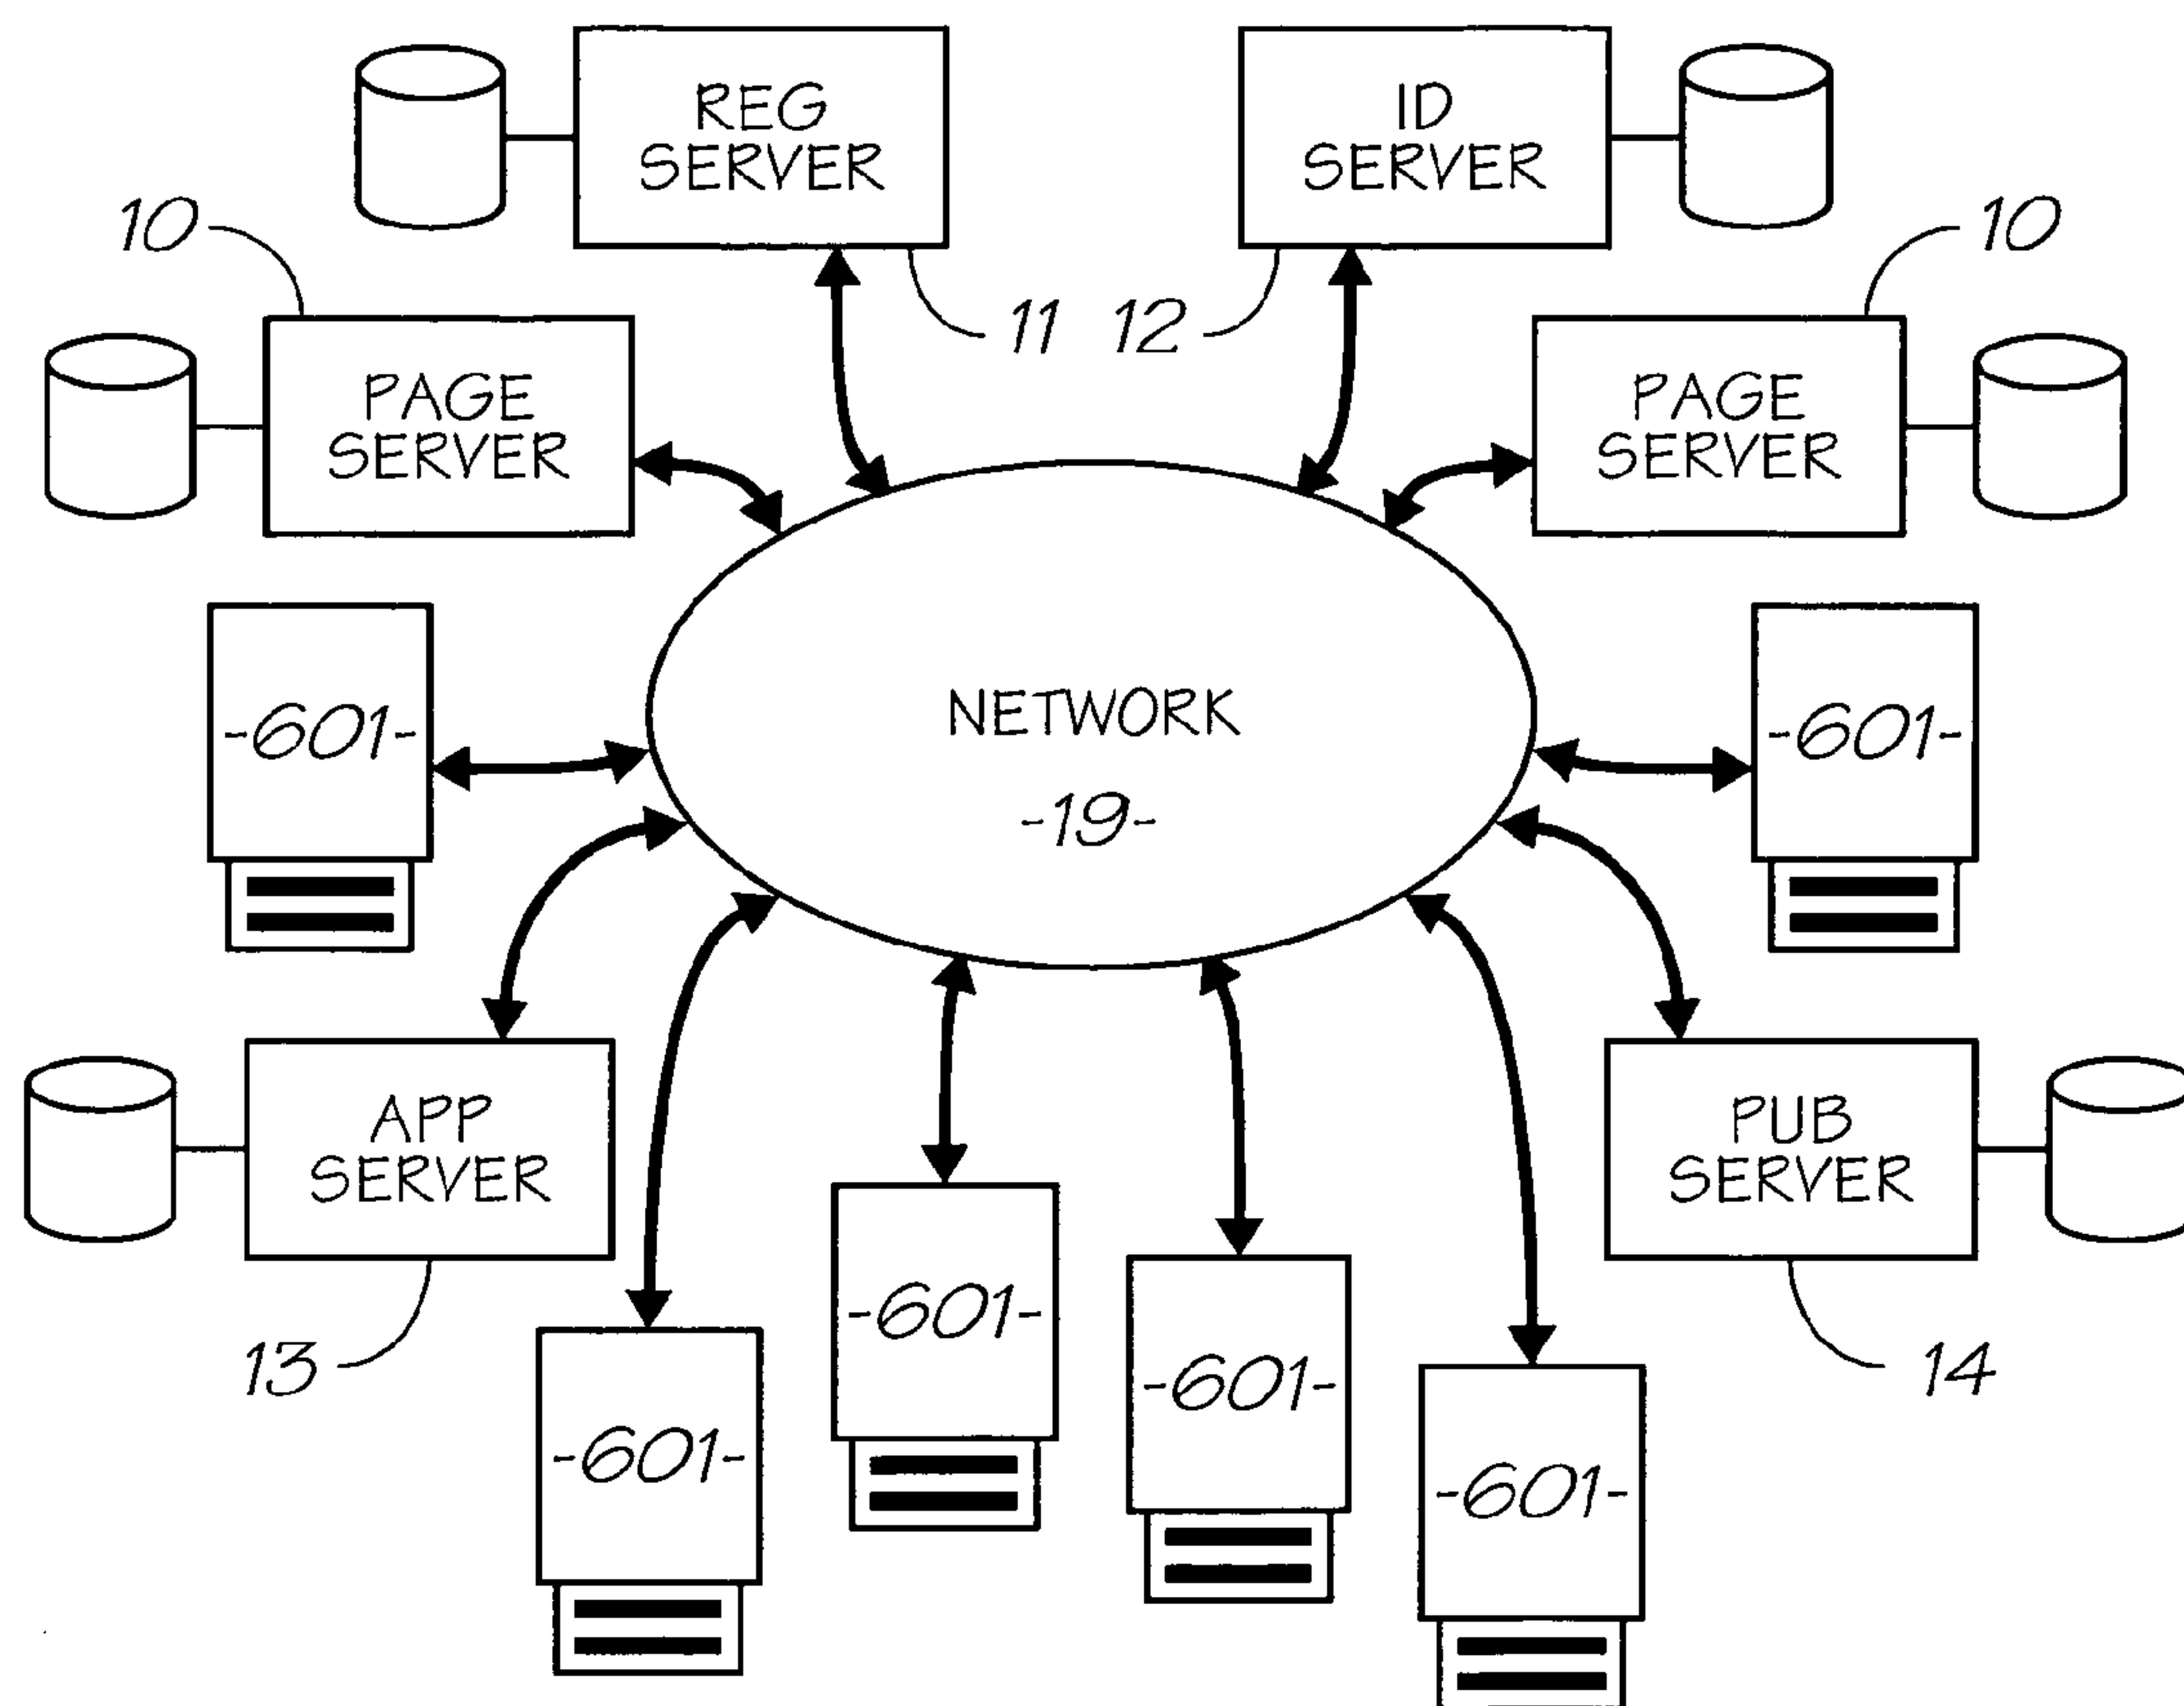 REG
SERVER
ID
SERVER
10
10
11
12
PAGE
SERVER
PAGE
SERVER
-601-
NETWORK
-19-
-601-
APP
SERVER
PUB
SERVER
13
-601-
-601-
-601-
-601-
14